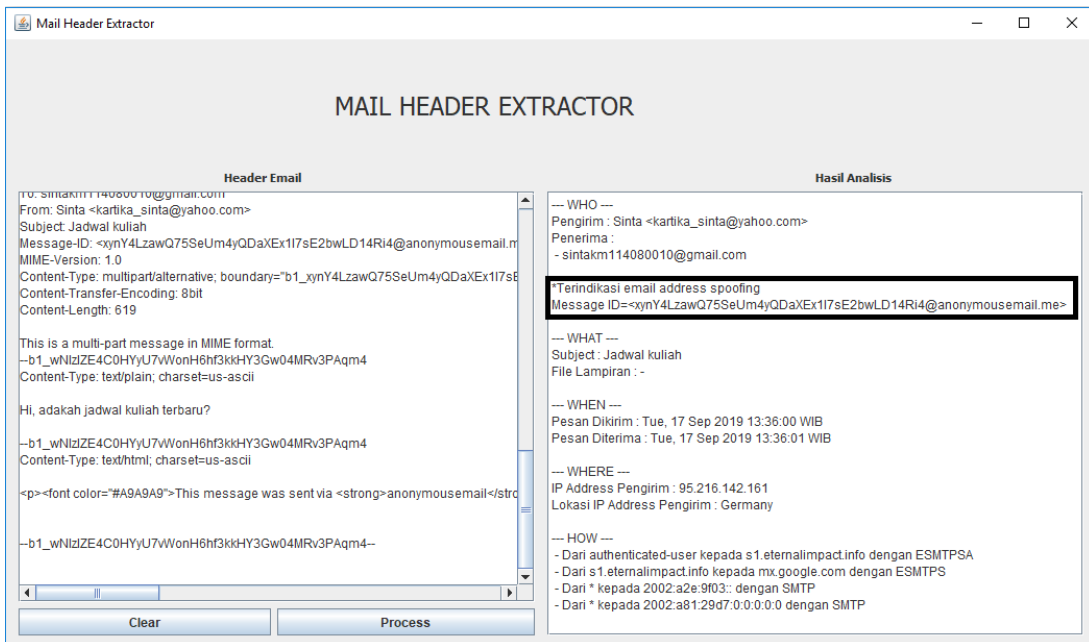 Mail Header Extractor
MAIL HEADER EXTRACTOR
Header Email
To: sintakm114080010@gmail.com
From: Sinta <kartika_sinta@yahoo.com>
Subject: Jadwal kuliah
Message-ID: <xynY4LzawQ75SeUm4yQDaXEx1I7sE2bwLD14Ri4@anonymousemail.m
MIME-Version: 1.0
Content-Type: multipart/alternative; boundary="b1_xynY4LzawQ75SeUm4yQDaXEx1I7sE
Content-Transfer-Encoding: 8bit
Content-Length: 619
This is a multi-part message in MIME format.
--b1_wNIzIZE4C0HYyU7vWonH6hf3kkHY3Gw04MRv3PAqm4
Content-Type: text/plain; charset=us-ascii
Hi, adakah jadwal kuliah terbaru?
--b1_wNIzIZE4C0HYyU7vWonH6hf3kkHY3Gw04MRv3PAqm4
Content-Type: text/html; charset=us-ascii
<p><font color="#A9A9A9">This message was sent via <strong>anonymousemail</stro
--b1_wNIzIZE4C0HYyU7vWonH6hf3kkHY3Gw04MRv3PAqm4--
Clear
Process
Hasil Analisis
--- WHO ---
Pengirim : Sinta <kartika_sinta@yahoo.com>
Penerima :
- sintakm114080010@gmail.com
*Terindikasi email address spoofing
Message ID=<xynY4LzawQ75SeUm4yQDaXEx1I7sE2bwLD14Ri4@anonymousemail.me>
--- WHAT ---
Subject : Jadwal kuliah
File Lampiran : -
--- WHEN ---
Pesan Dikirim : Tue, 17 Sep 2019 13:36:00 WIB
Pesan Diterima : Tue, 17 Sep 2019 13:36:01 WIB
--- WHERE ---
IP Address Pengirim : 95.216.142.161
Lokasi IP Address Pengirim : Germany
--- HOW ---
- Dari authenticated-user kepada s1.eternalimpact.info dengan ESMTPSA
- Dari s1.eternalimpact.info kepada mx.google.com dengan ESMTPS
- Dari * kepada 2002:a2e:9f03:: dengan SMTP
- Dari * kepada 2002:a81:29d7:0:0:0:0:0 dengan SMTP